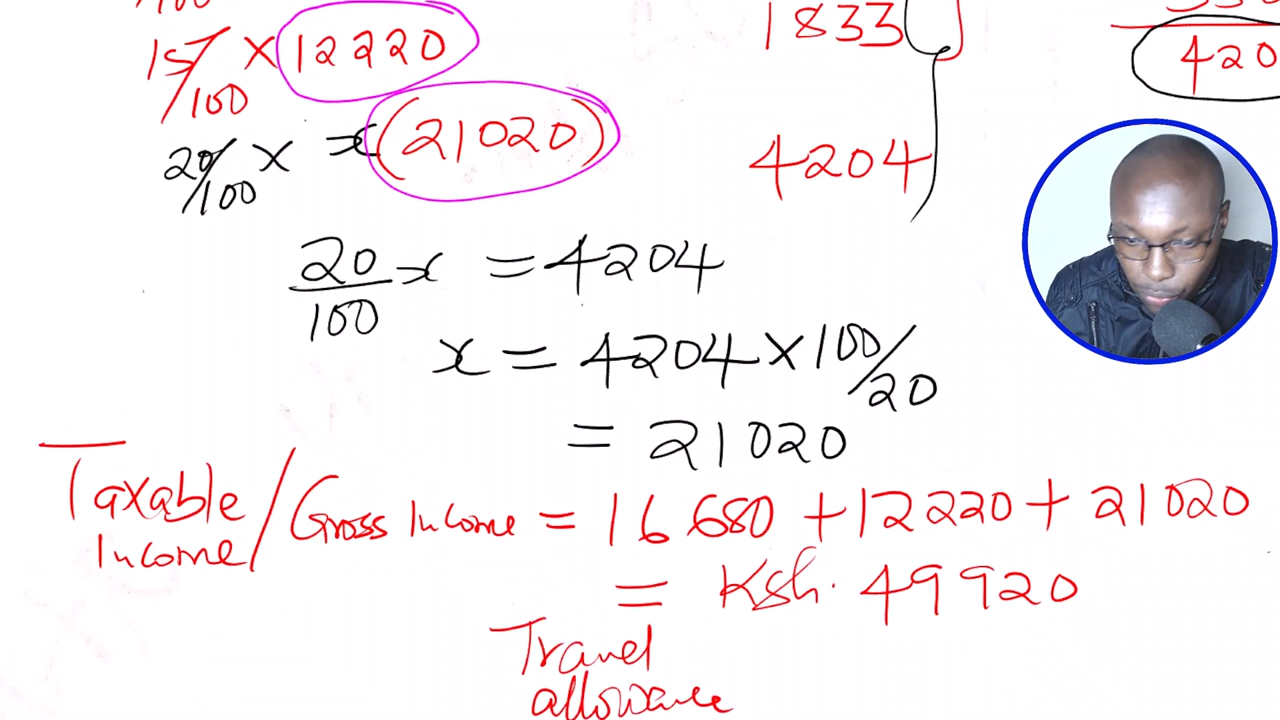 /100
15/100 × 12220
1833
420
20/100 × x (21020)
4204
20/100 x = 4204
x = 4204 × 100/20
= 21020
Taxable Income / Gross Income = 16680 + 12220 + 21020
= Ksh. 49920
Travel
allowance